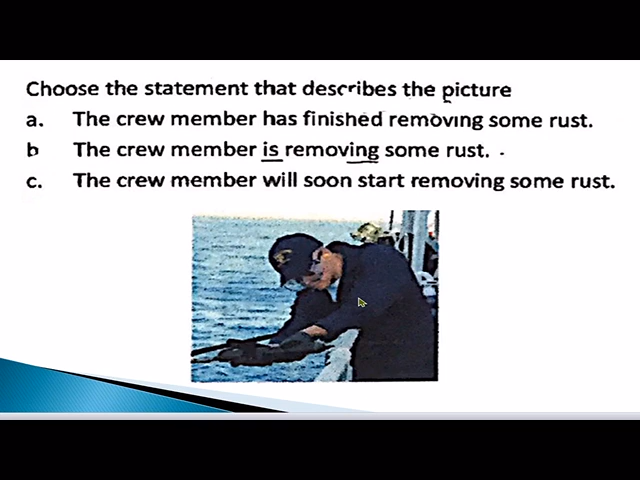 Choose the statement that describes the picture
a. The crew member has finished removing some rust.
b The crew member is removing some rust.
c. The crew member will soon start removing some rust.